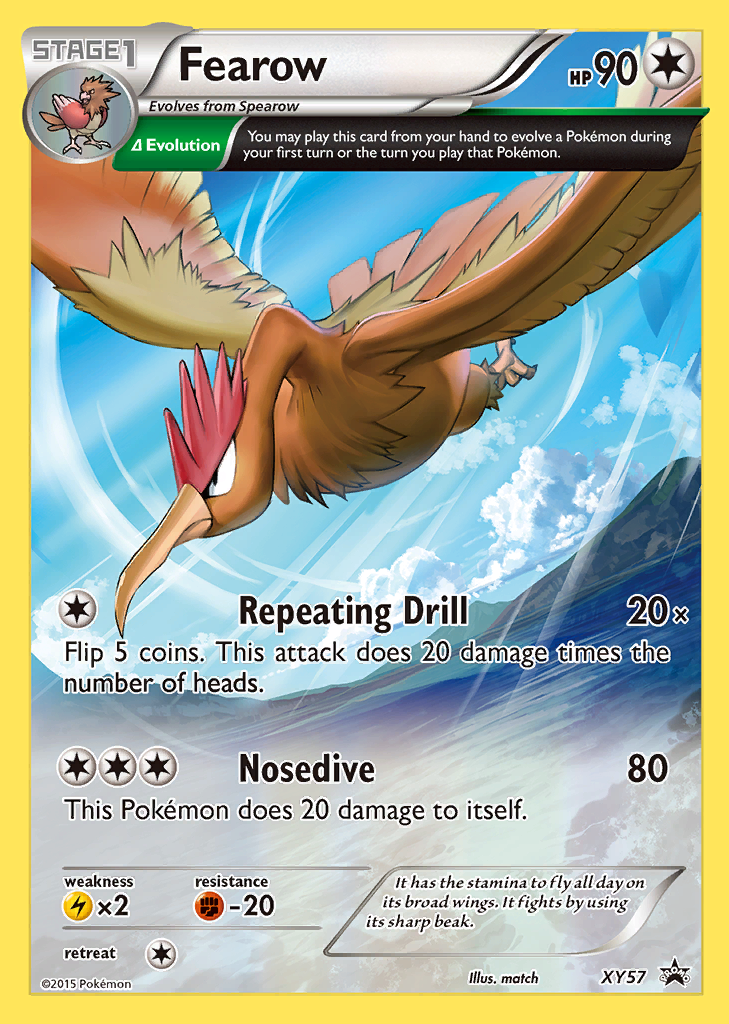 STAGE1
Fearow
HP90
Evolves from Spearow
Δ Evolution
You may play this card from your hand to evolve a Pokémon during
your first turn or the turn you play that Pokémon.
Repeating Drill 20×
Flip 5 coins. This attack does 20 damage times the
number of heads.
Nosedive 80
This Pokémon does 20 damage to itself.
weakness
×2
resistance
-20
It has the stamina to fly all day on
its broad wings. It fights by using
its sharp beak.
retreat
©2015 Pokémon
Illus. match
XY57
PROMO